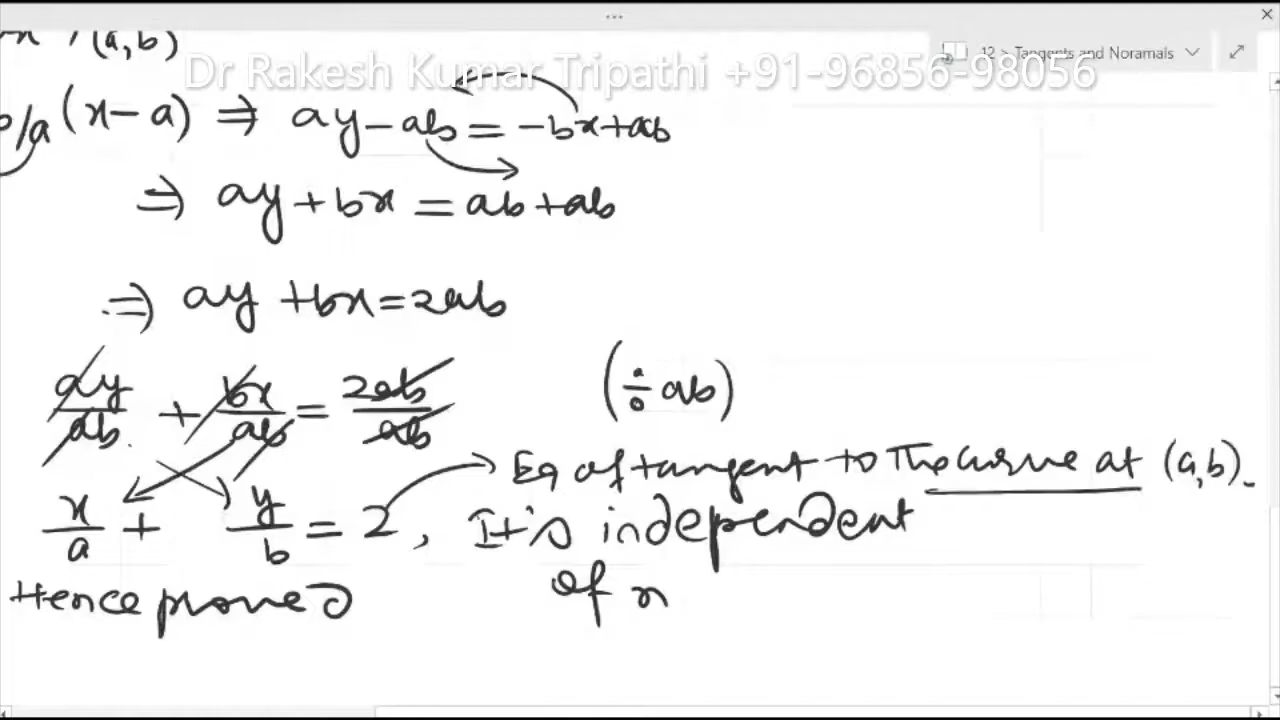 (a,b)
Dr Rakesh Kumar Tripathi +91-96856-98056
12 > Tangents and Noramals
b/a (x-a) ⇒ ay-ab = -bx+ab
⇒ ay+bx = ab+ab
⇒ ay+bx=2ab
ay/ab + bx/ab = 2ab/ab (÷ab)
x/a + y/b = 2, → Eq of tangent to the curve at (a,b).
It's independent
of n
Hence proved